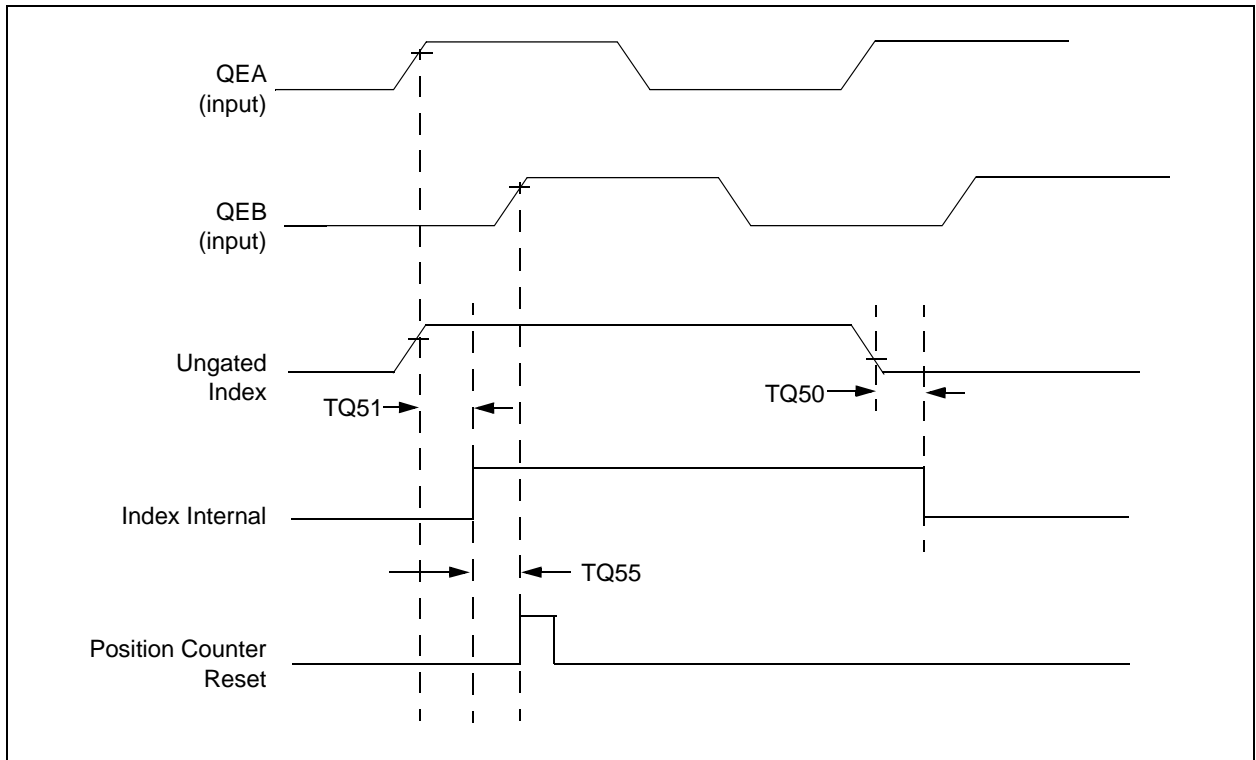 QEA
(input)
QEB
(input)
Ungated
Index
TQ51
TQ50
Index Internal
TQ55
Position Counter
Reset